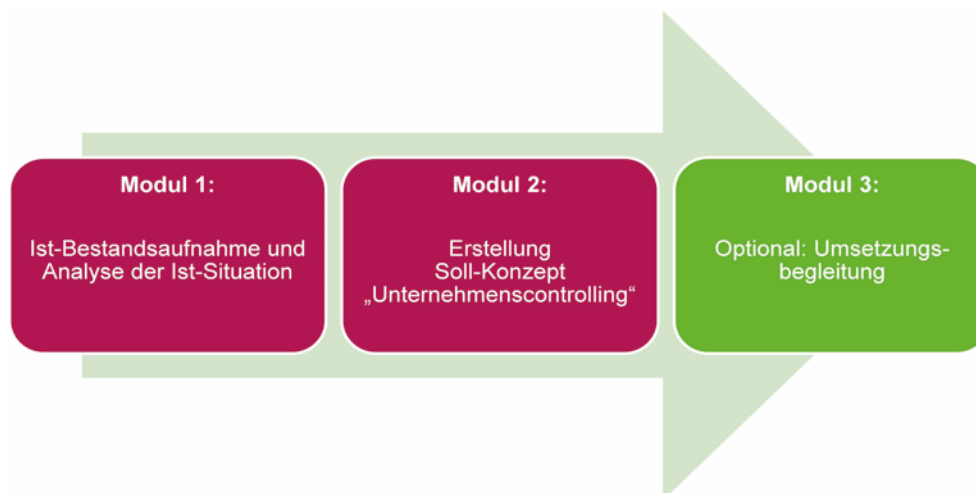 Modul 1:
Ist-Bestandsaufnahme und
Analyse der Ist-Situation
Modul 2:
Erstellung
Soll-Konzept
„Unternehmenscontrolling“
Modul 3:
Optional: Umsetzungs-
begleitung